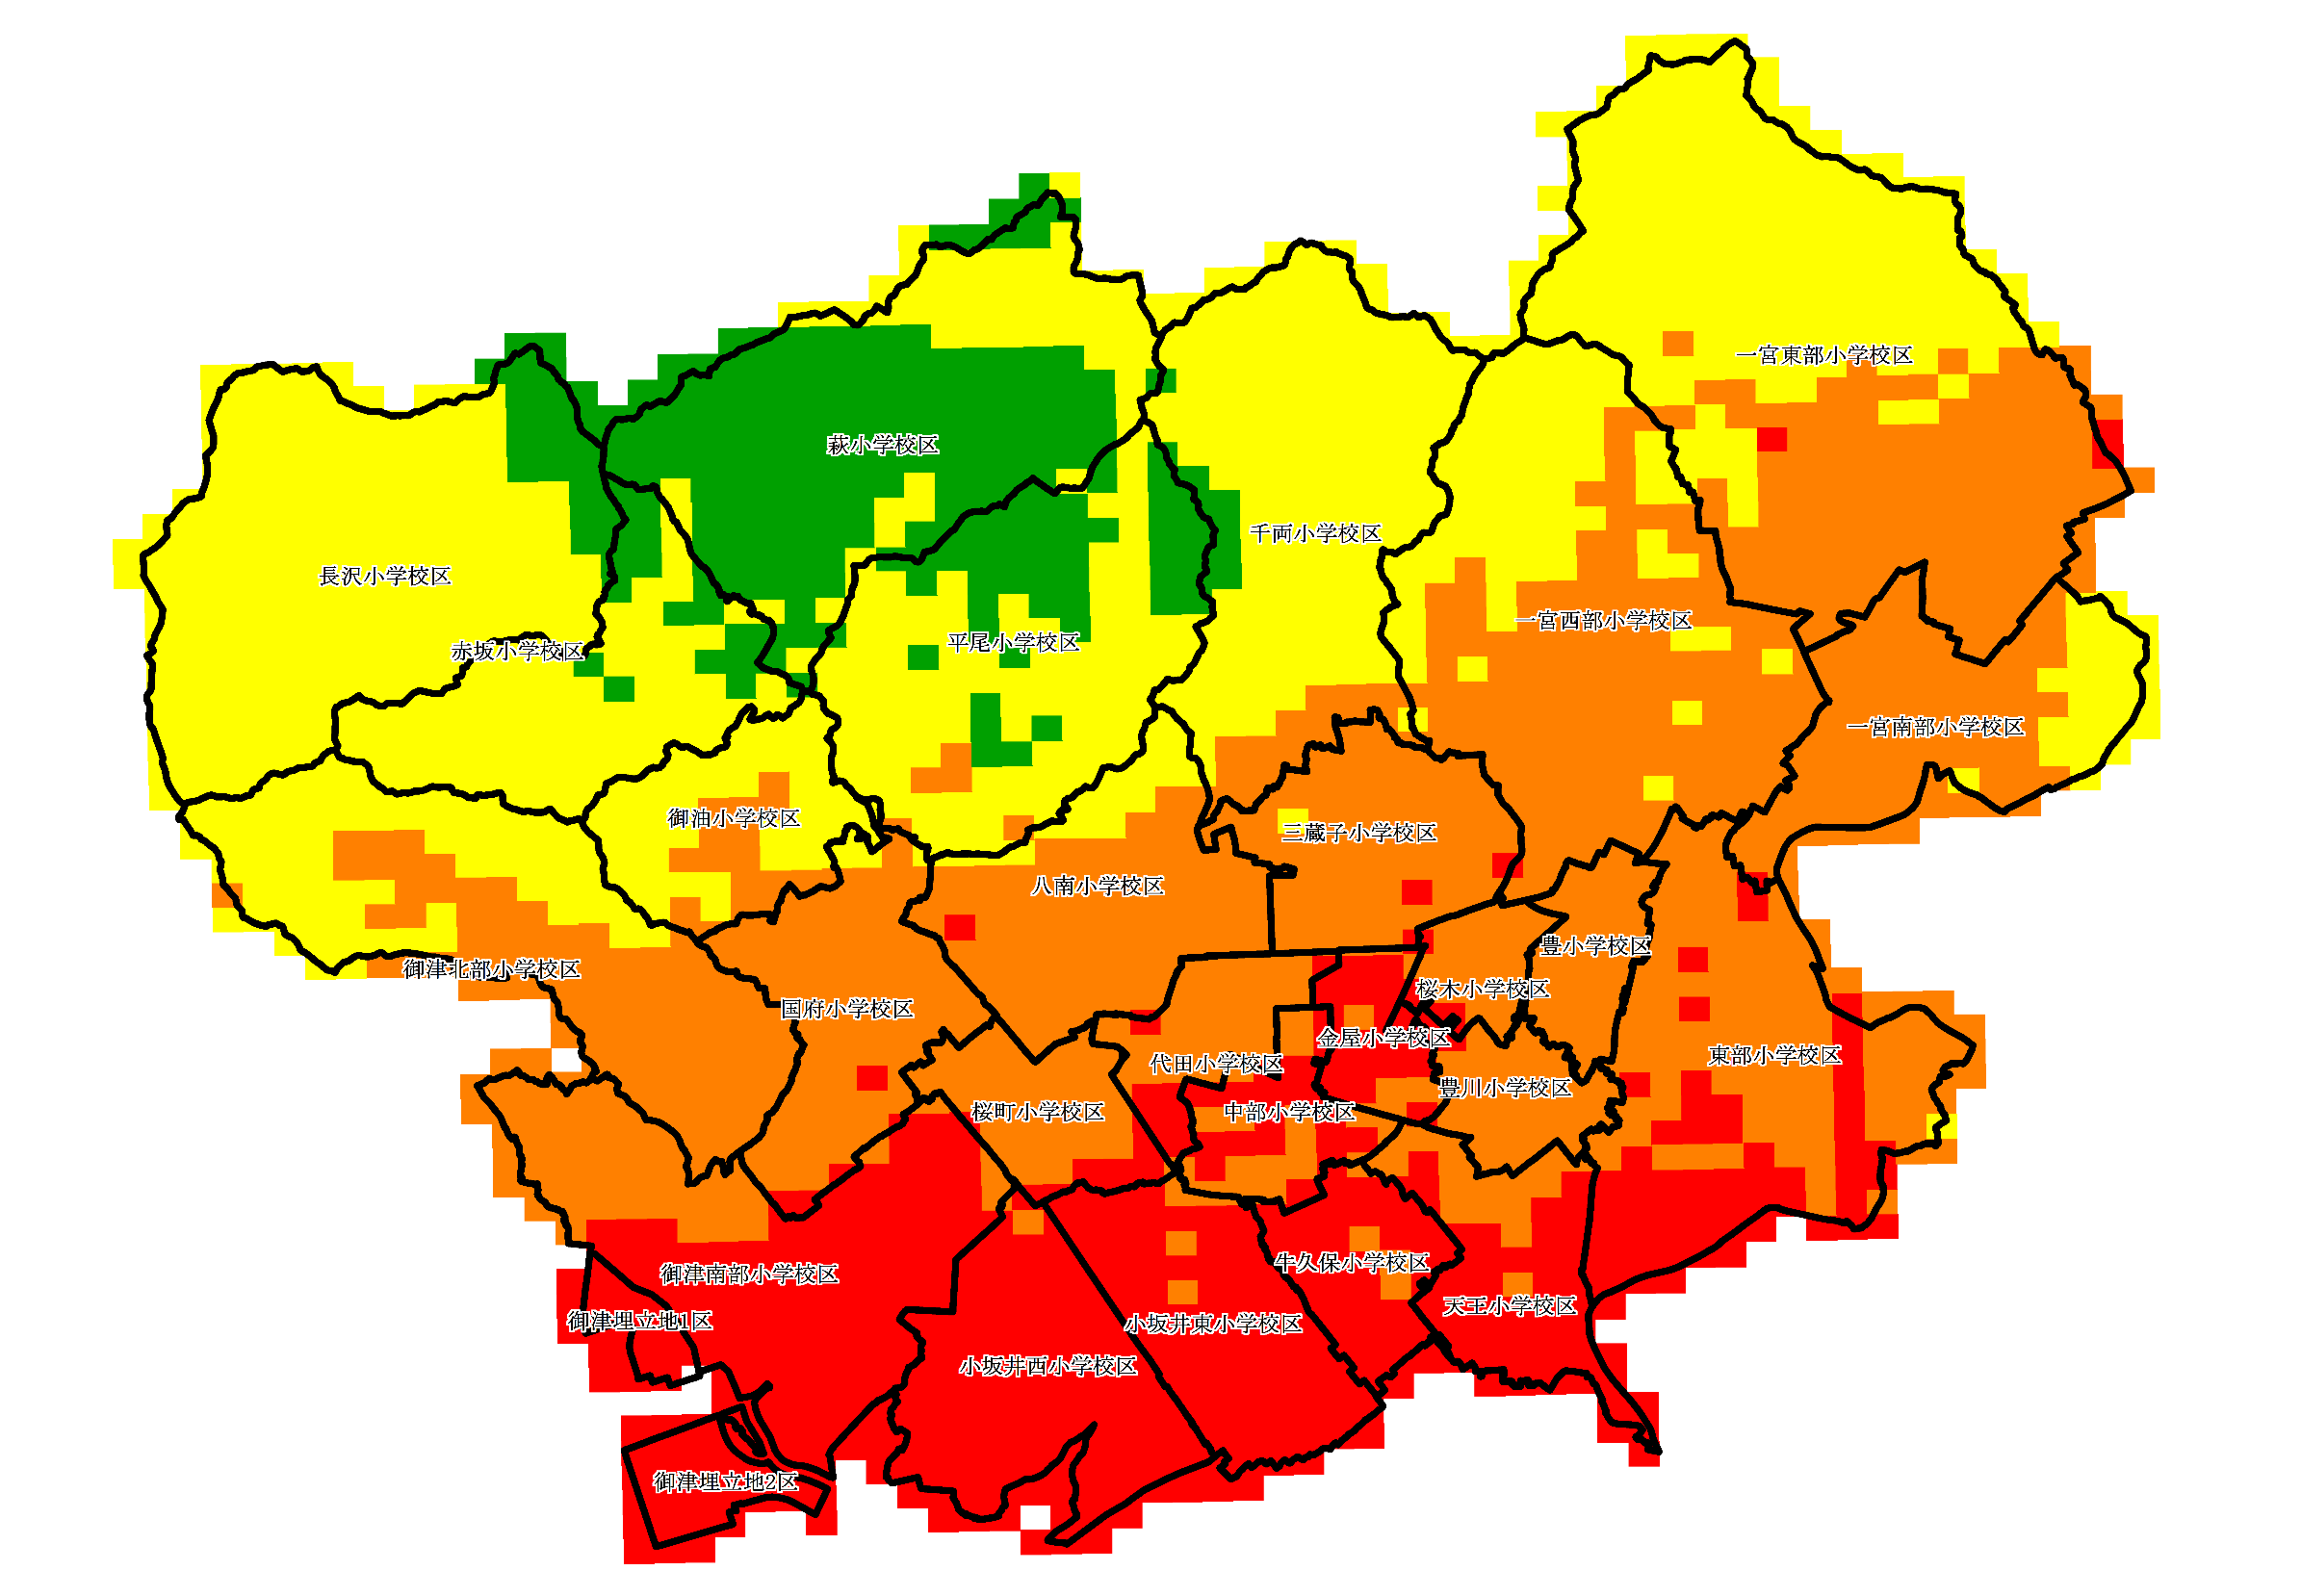 一宮東部小学校区
萩小学校区
千両小学校区
長沢小学校区
一宮西部小学校区
平尾小学校区
赤坂小学校区
一宮南部小学校区
御油小学校区
三蔵子小学校区
八南小学校区
豊小学校区
御津北部小学校区
桜木小学校区
国府小学校区
金屋小学校区
東部小学校区
代田小学校区
豊川小学校区
桜町小学校区
中部小学校区
牛久保小学校区
御津南部小学校区
天王小学校区
御津埋立地1区
小坂井東小学校区
小坂井西小学校区
御津埋立地2区